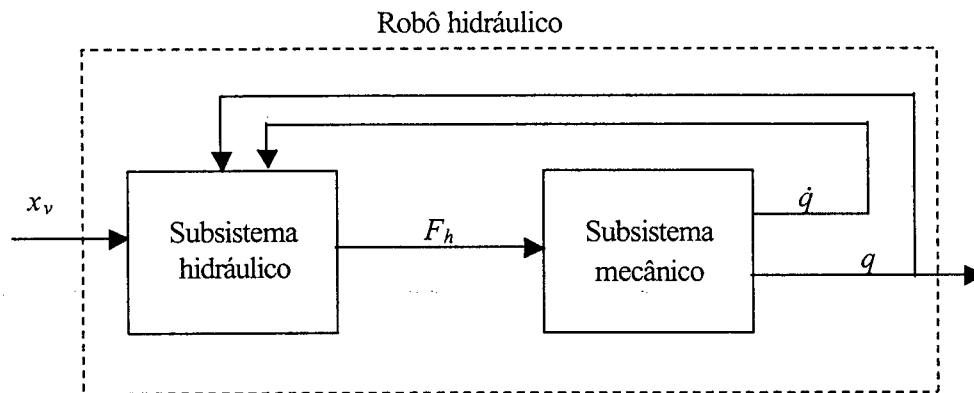 Robô hidráulico
x_v
Subsistema
hidráulico
F_h
Subsistema
mecânico
q̇
q